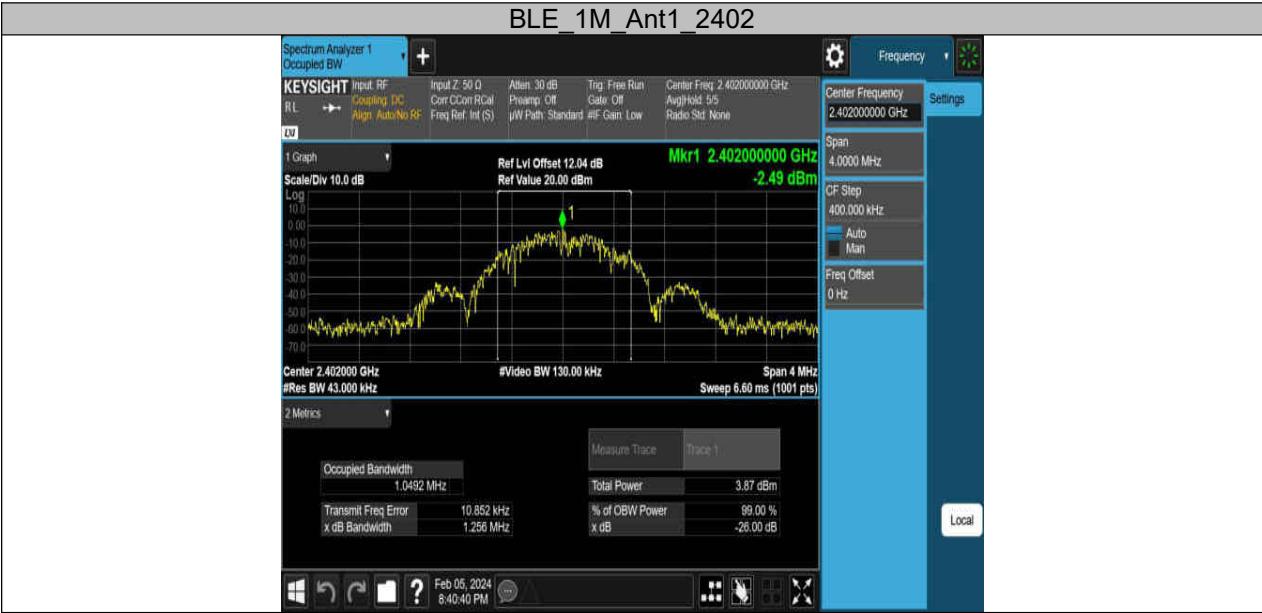 BLE_1M_Ant1_2402
Spectrum Analyzer 1
Occupied BW
+
Frequency
KEYSIGHT
RL
LXI
Input: RF
Coupling: DC
Align: Auto/No RF
Input Z: 50 Ω
Corr CCorr RCal
Freq Ref: Int (S)
Atten: 30 dB
Preamp: Off
µW Path: Standard
Trig: Free Run
Gate: Off
#IF Gain: Low
Center Freq: 2.402000000 GHz
Avg|Hold: 5/5
Radio Std: None
Center Frequency
2.402000000 GHz
Settings
Span
4.0000 MHz
CF Step
400.000 kHz
Auto
Man
Freq Offset
0 Hz
Local
1 Graph
Scale/Div 10.0 dB
Ref Lvl Offset 12.04 dB
Ref Value 20.00 dBm
Mkr1 2.402000000 GHz
-2.49 dBm
Log
10.0
0.00
-10.0
-20.0
-30.0
-40.0
-50.0
-60.0
-70.0
1
Center 2.402000 GHz
#Video BW 130.00 kHz
Span 4 MHz
#Res BW 43.000 kHz
Sweep 6.60 ms (1001 pts)
2 Metrics
Measure Trace Trace 1
Occupied Bandwidth
1.0492 MHz
Total Power 3.87 dBm
Transmit Freq Error 10.852 kHz
% of OBW Power 99.00 %
x dB Bandwidth 1.256 MHz
x dB -26.00 dB
?
Feb 05, 2024
8:40:40 PM